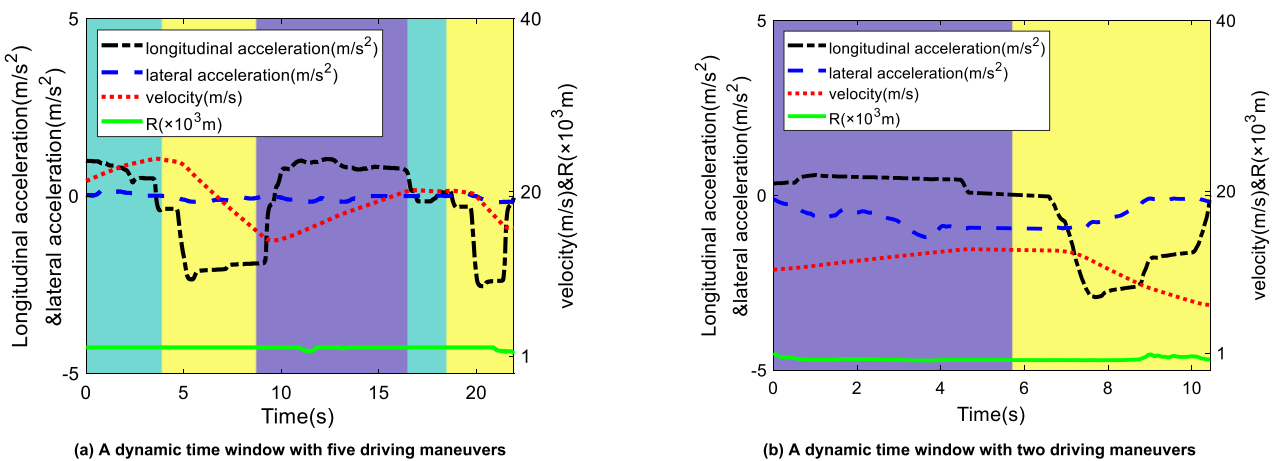 5
0
-5
Longitudinal acceleration(m/s2)
&lateral acceleration(m/s2)
longitudinal acceleration(m/s2)
lateral acceleration(m/s2)
velocity(m/s)
R(×103m)
40
20
1
velocity(m/s)&R(×103m)
0 5 10 15 20
Time(s)
(a) A dynamic time window with five driving maneuvers
5
0
-5
Longitudinal acceleration(m/s2)
&lateral acceleration(m/s2)
longitudinal acceleration(m/s2)
lateral acceleration(m/s2)
velocity(m/s)
R(×103m)
40
20
1
velocity(m/s)&R(×103m)
0 2 4 6 8 10
Time(s)
(b) A dynamic time window with two driving maneuvers